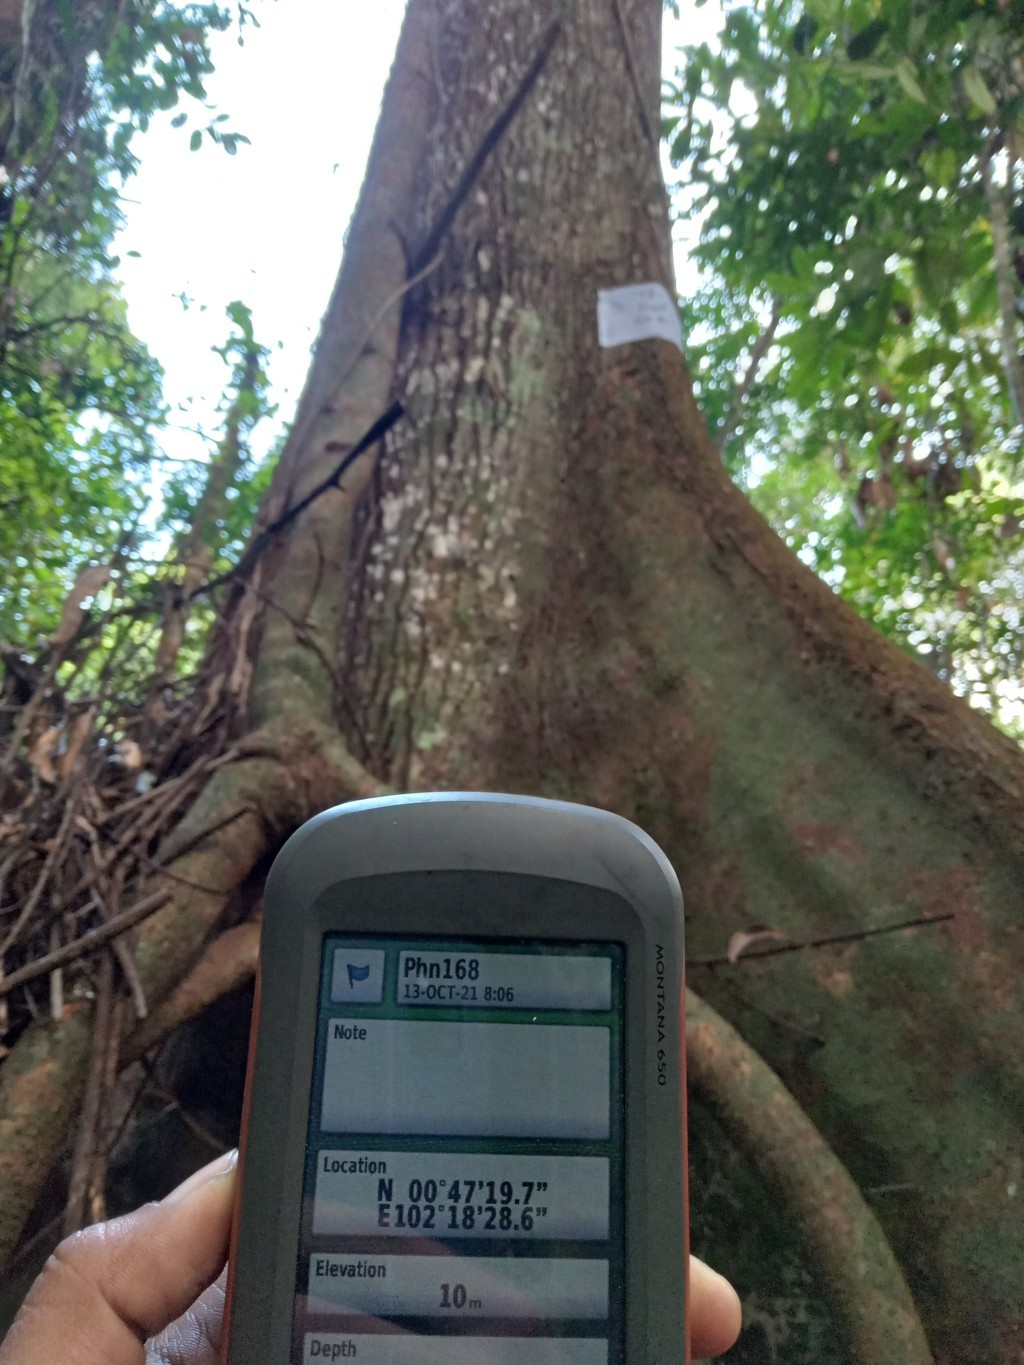 MONTANA 650
Phn168
13-OCT-21 8:06
Note
Location
N 00°47'19.7"
E102°18'28.6"
Elevation
10m
Depth